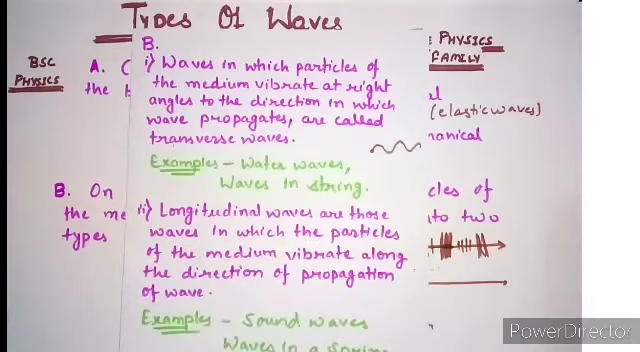 Types Of Waves
BSC
PHYSICS
PHYSICS
FAMILY
A.
the
(elastic waves)
B. On
the me
types
cles of
two
B.
i) Waves in which particles of
the medium vibrate at right
angles to the direction in which
wave propagates, are called
transverse waves.
Examples - Water waves,
Waves in string.
ii) Longitudinal waves are those
waves in which the particles
of the medium vibrate along
the direction of propagation
of wave.
Examples - Sound waves
Waves in a
PowerDirector